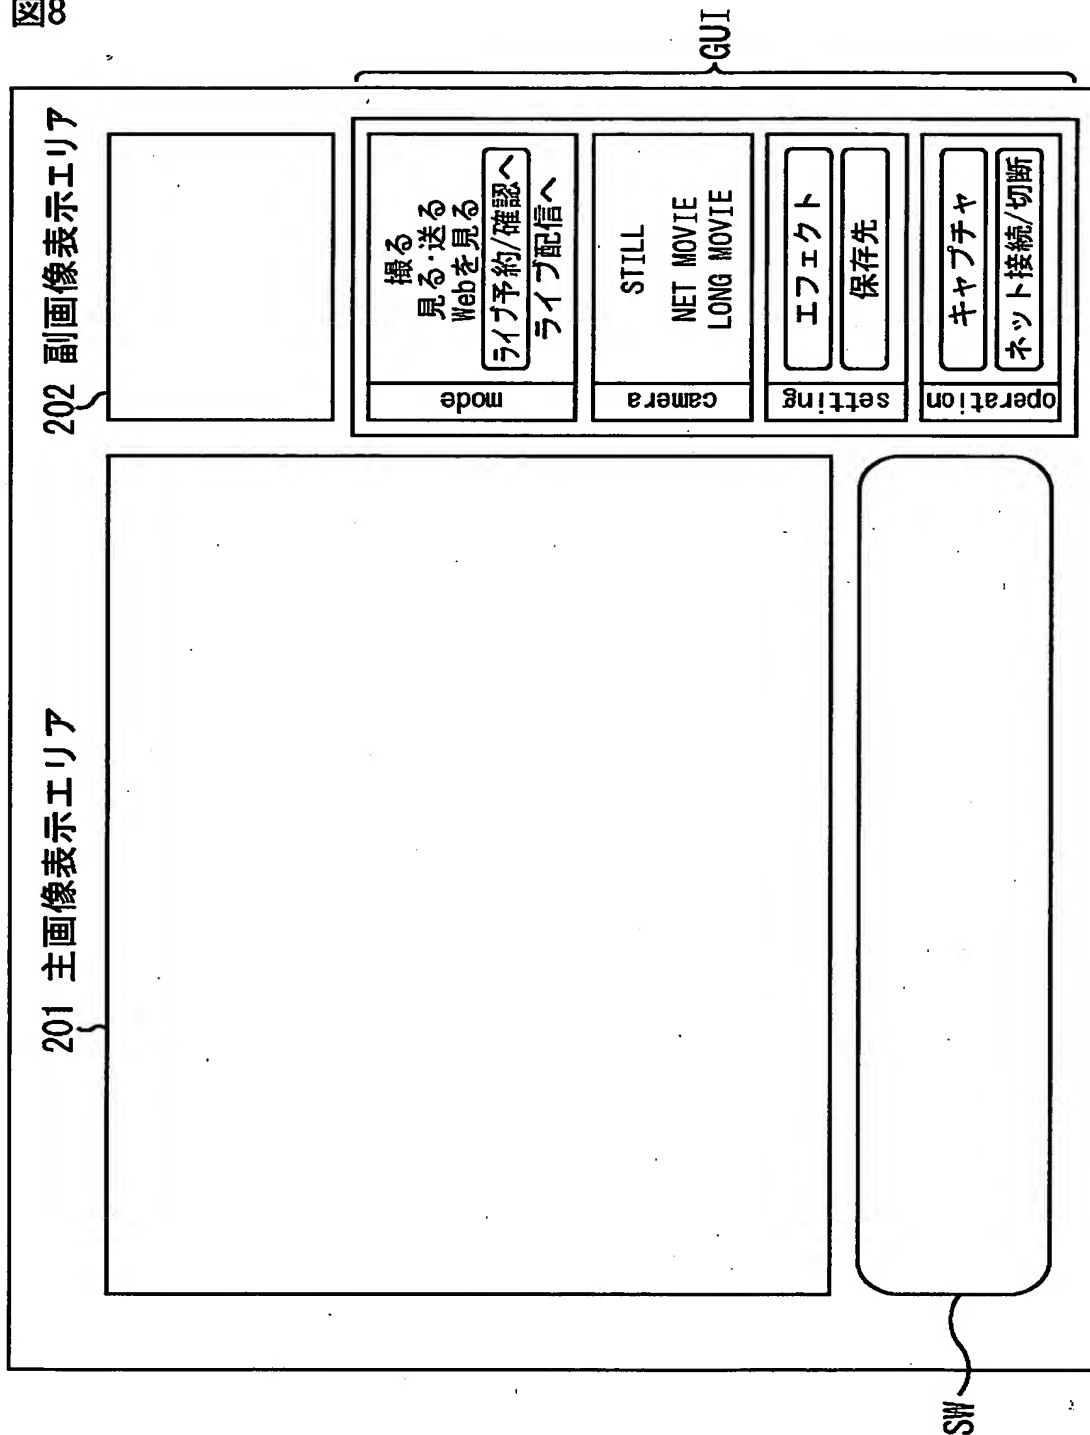 図8
201 主画像表示エリア
202 副画像表示エリア
mode
撮る
見る・送る
Webを見る
ライブ予約/確認へ
ライブ配信へ
camera
STILL
NET MOVIE
LONG MOVIE
setting
エフェクト
保存先
operation
キャプチャ
ネット接続/切断
GUI
SW